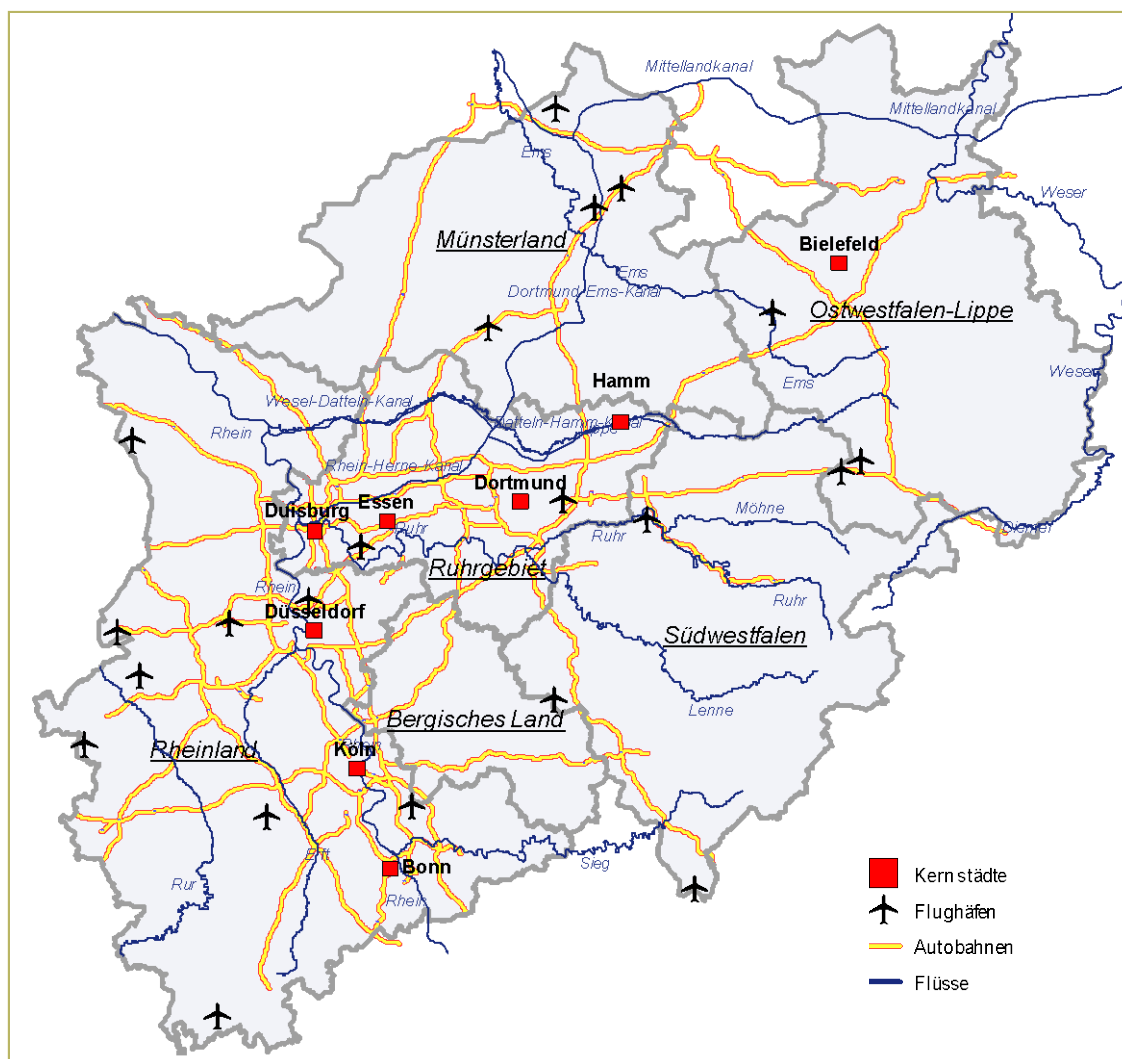 Mittellandkanal
Mittellandkanal
Ems
Weser
Münsterland
Bielefeld
Ems
Dortmund-Ems-Kanal
Ostwestfalen-Lippe
Weser
Hamm
Ems
Wesel-Datteln-Kanal
Datteln-Hamm-Kanal
Rhein
Rhein-Herne-Kanal
Dortmund
Essen
Duisburg
Möhne
Ruhr
Ruhr
Diemel
Ruhrgebiet
Rhein
Ruhr
Düsseldorf
Südwestfalen
Lenne
Bergisches Land
Rheinland
Köln
Erft
Sieg
Bonn
Rur
Rhein
Kernstädte
Flughäfen
Autobahnen
Flüsse